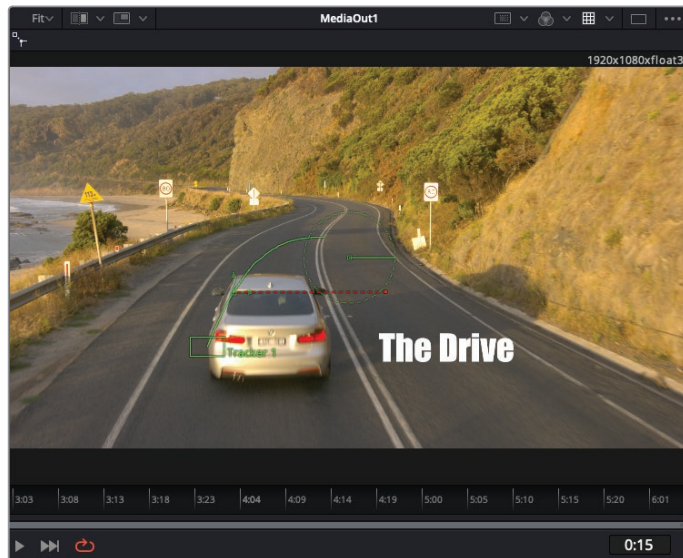 Fit MediaOut1
1920x1080xfloat3
The Drive
Tracker 1
3:03 3:08 3:13 3:18 3:23 4:04 4:09 4:14 4:19 5:00 5:05 5:10 5:15 5:20 6:01
0:15